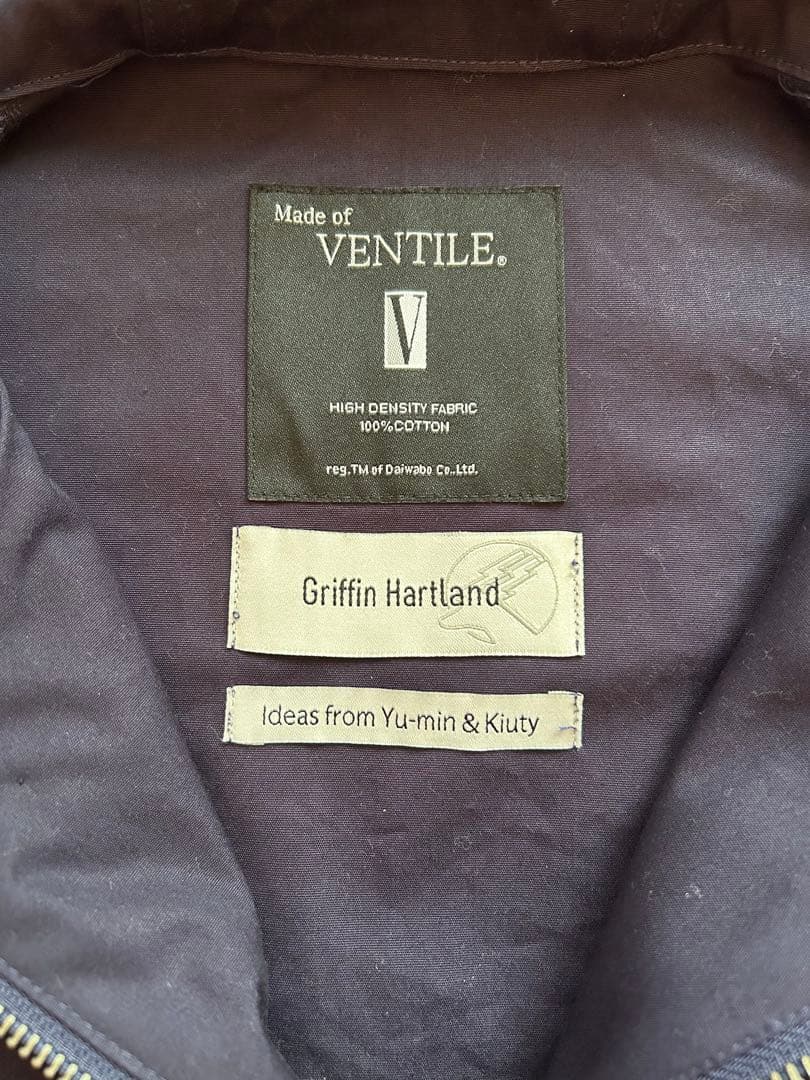 Made of
VENTILE®
V
HIGH DENSITY FABRIC
100%COTTON
reg.TM of Daiwabo Co.,Ltd.
Griffin Hartland
Ideas from Yu-min & Kiuty